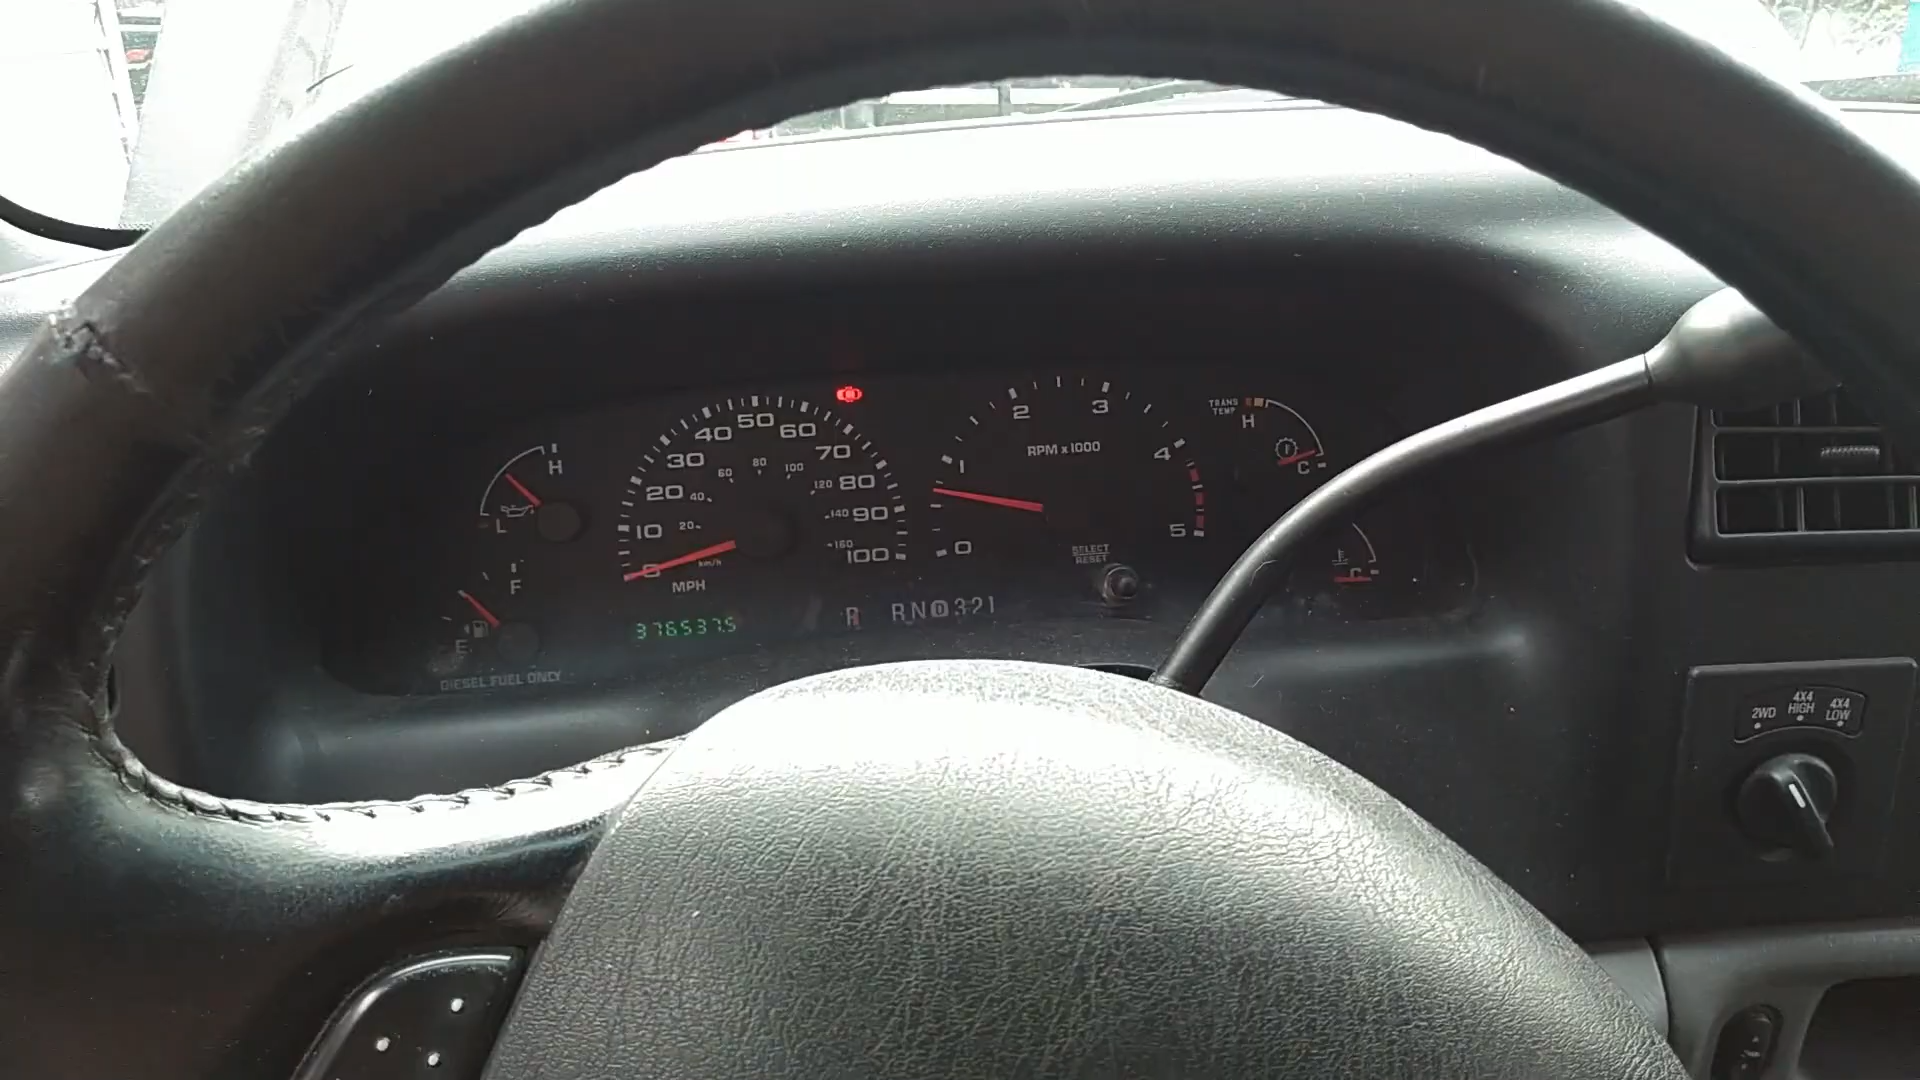 H
L
F
E
DIESEL FUEL ONLY
0 10 20 30 40 50 60 70 80 90 100
20 40 60 80 100 120 140 160
km/h
MPH
376537.5
0 1 2 3 4 5
RPM x 1000
SELECT
RESET
RND321
TRANS
TEMP
H
C
C
2WD
4X4
HIGH
4X4
LOW